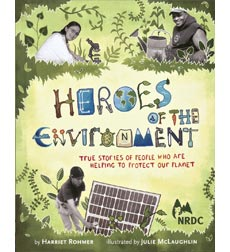 HEROES
OF THE
ENVIRONMENT
TRUE STORIES OF PEOPLE WHO ARE
HELPING TO PROTECT OUR PLANET
NRDC
by HARRIET ROHMER illustrated by JULIE McLAUGHLIN